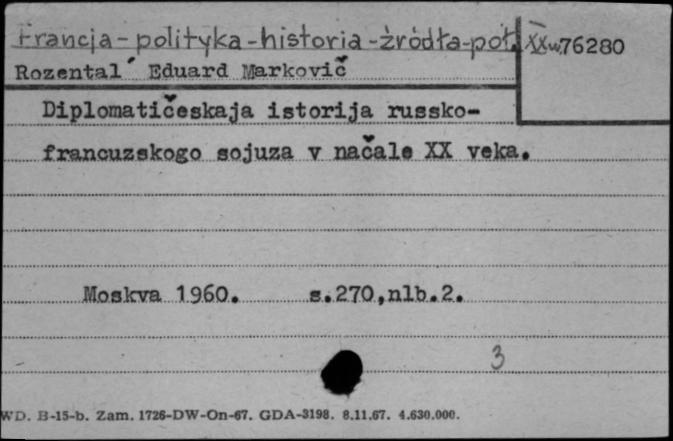 Francja - polityka - historia - źródła - poł. XX w. 76280
Rozental´ Eduard Markovič
Diplomatičeskaja istorija russko-
francuzskogo sojuza v načale XX veka.
Moskva 1960. s.270,nlb.2.
3
WD. B-15-b. Zam. 1726-DW-On-67. GDA-3198. 8.11.67. 4.630.000.